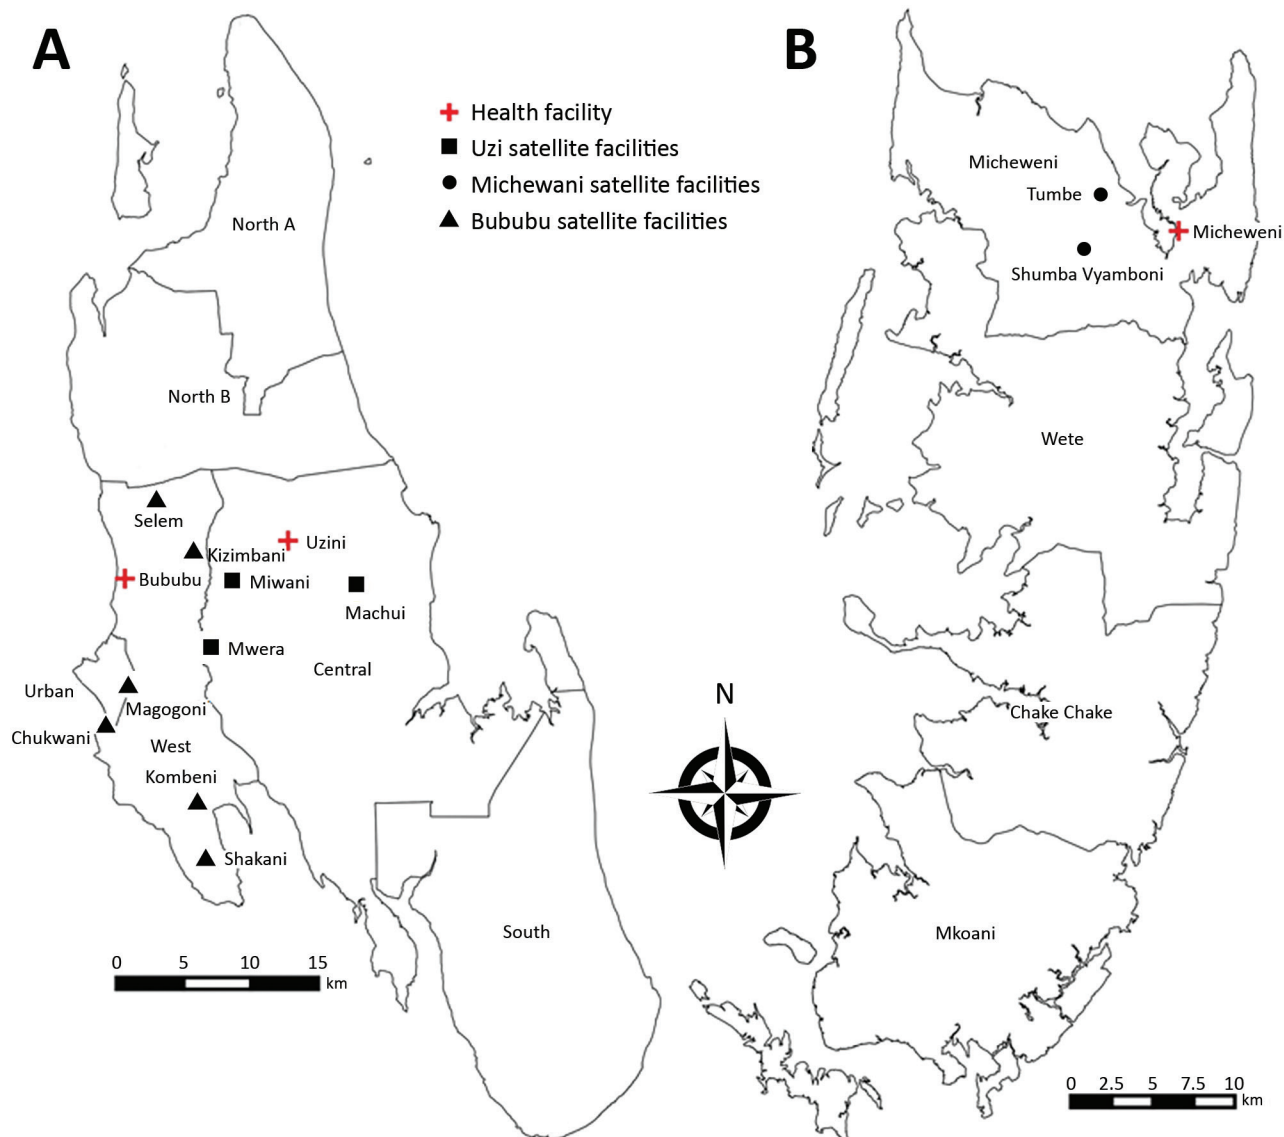 A
B
Health facility
Uzi satellite facilities
Michewani satellite facilities
Bububu satellite facilities
North A
North B
Selem
Kizimbani
Uzini
Bububu
Miwani
Machui
Mwera
Central
Urban
Magogoni
Chukwani
West
Kombeni
Shakani
South
0 5 10 15
km
N
Micheweni
Tumbe
Micheweni
Shumba Vyamboni
Wete
Chake Chake
Mkoani
0 2.5 5 7.5 10
km